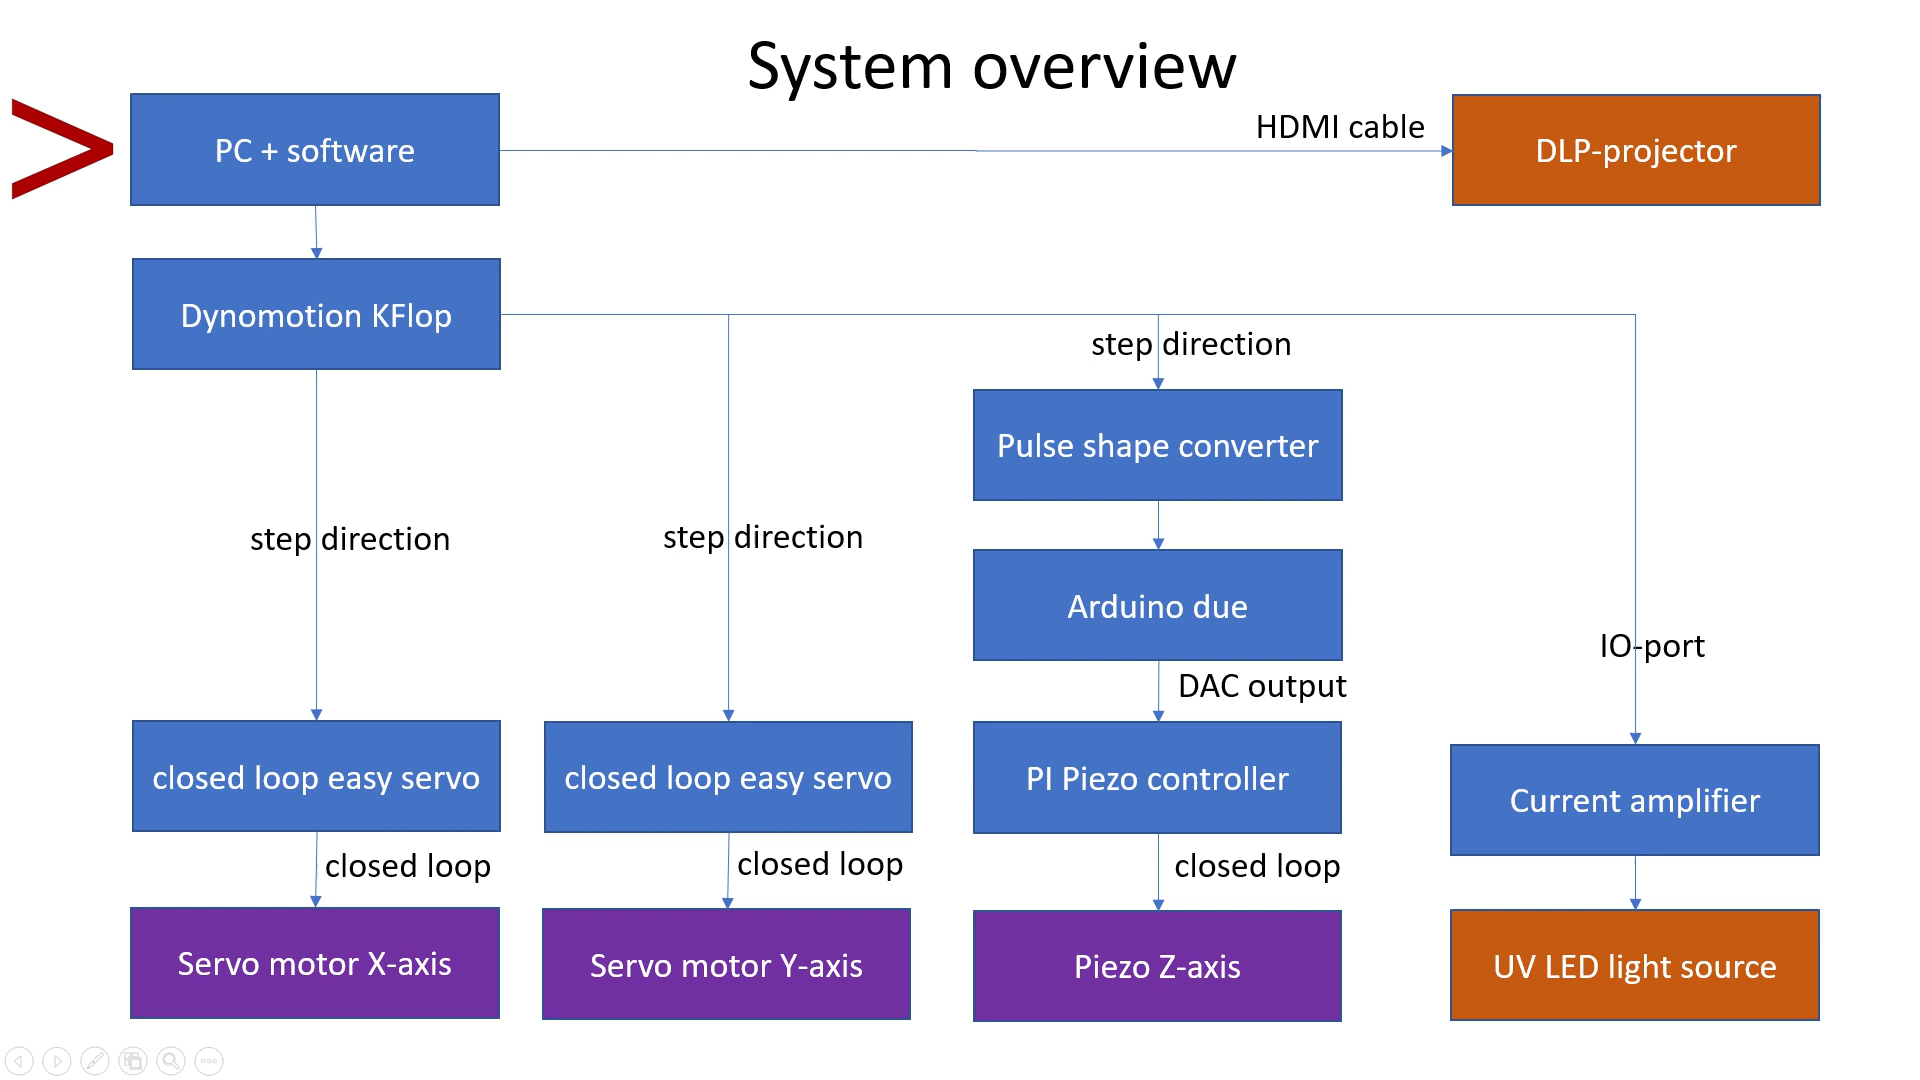 System overview
>
PC + software
HDMI cable
DLP-projector
Dynomotion KFlop
step direction
Pulse shape converter
step direction
step direction
Arduino due
IO-port
DAC output
closed loop easy servo
closed loop easy servo
PI Piezo controller
Current amplifier
closed loop
closed loop
closed loop
Servo motor X-axis
Servo motor Y-axis
Piezo Z-axis
UV LED light source